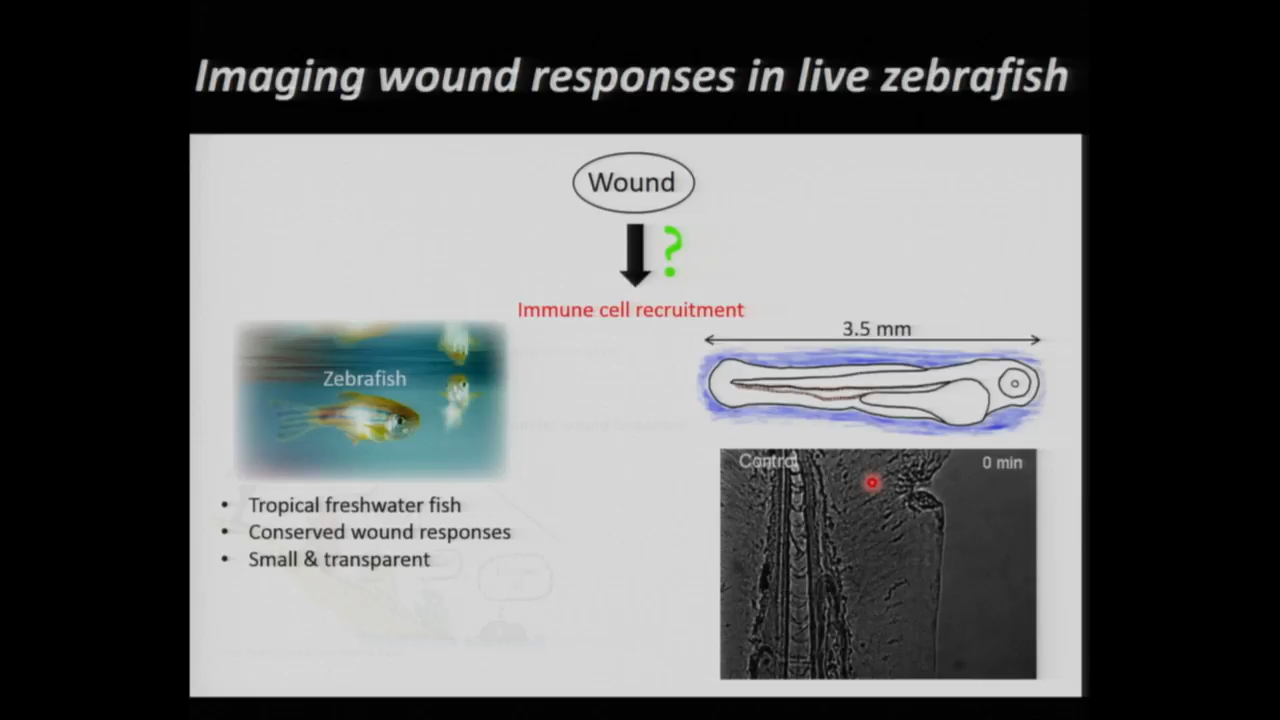 Imaging wound responses in live zebrafish
Wound
?
Immune cell recruitment
3.5 mm
Zebrafish
Control
0 min
• Tropical freshwater fish
• Conserved wound responses
• Small & transparent